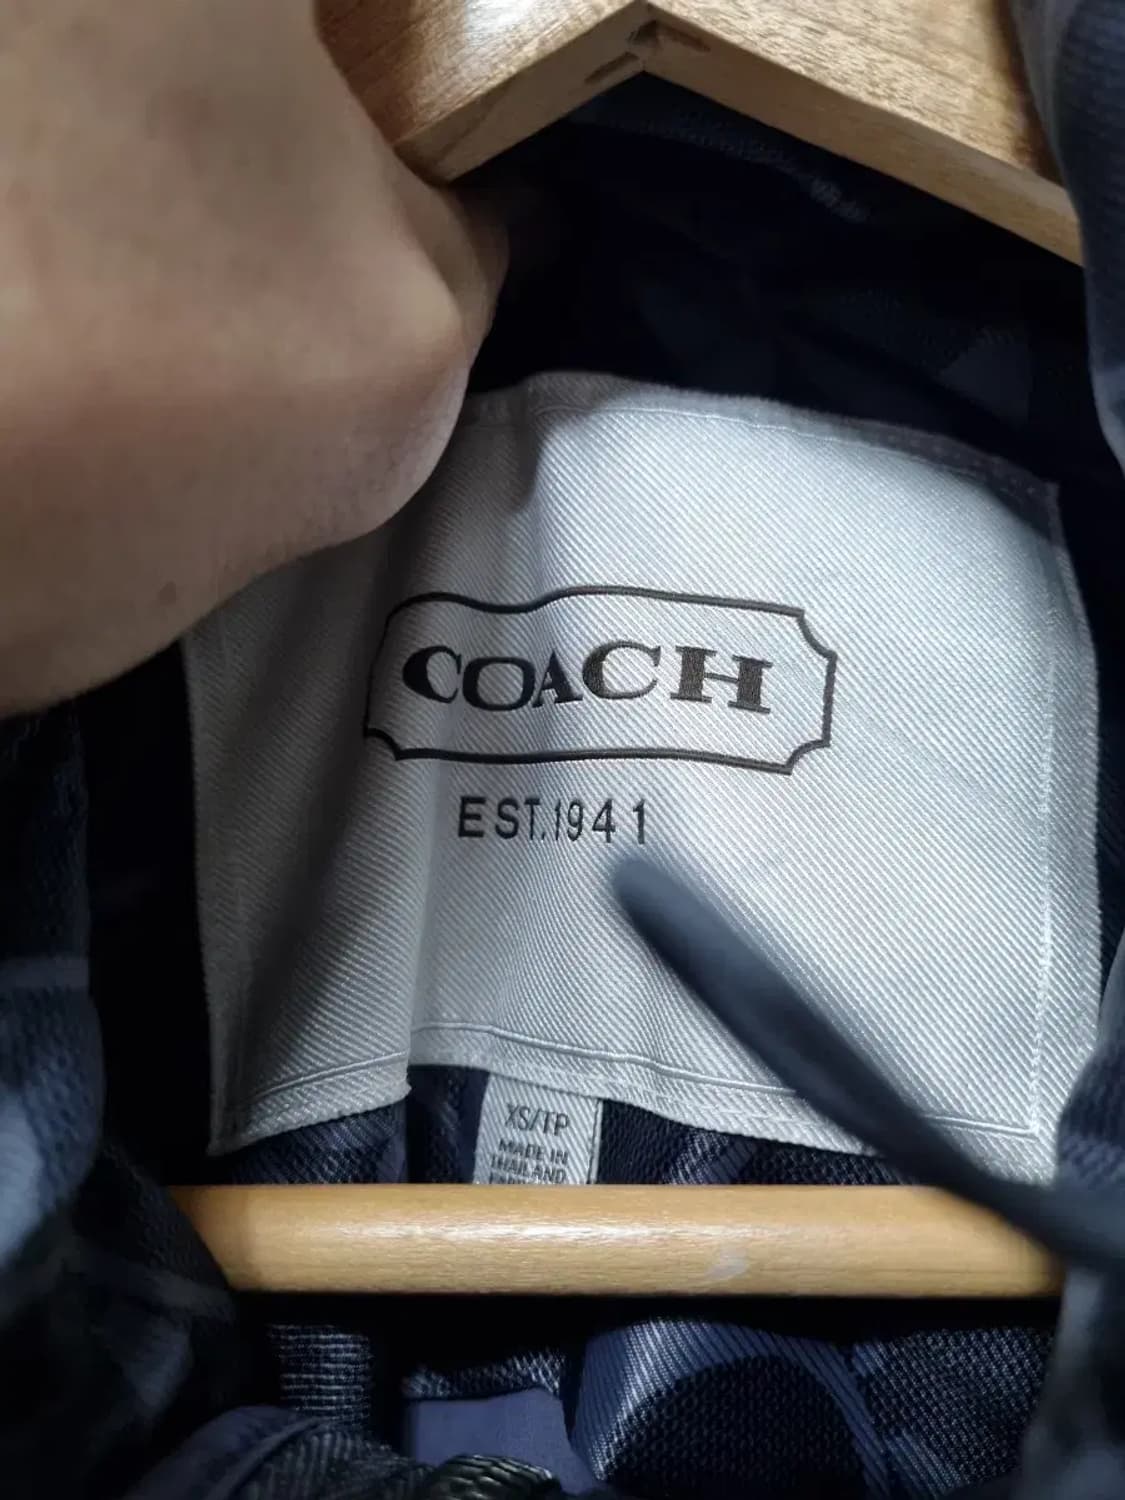 COACH
EST.1941
XS/TP
MADE IN
THAILAND